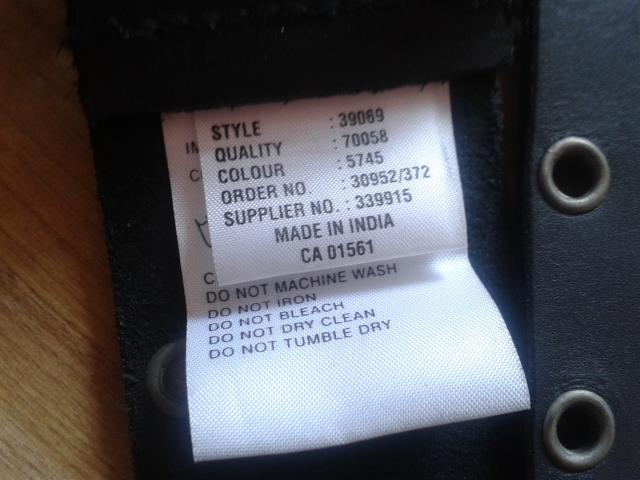 STYLE : 39069
QUALITY : 70058
COLOUR : 5745
ORDER NO. : 30952/372
SUPPLIER NO. : 339915
MADE IN INDIA
CA 01561
DO NOT MACHINE WASH
DO NOT IRON
DO NOT BLEACH
DO NOT DRY CLEAN
DO NOT TUMBLE DRY